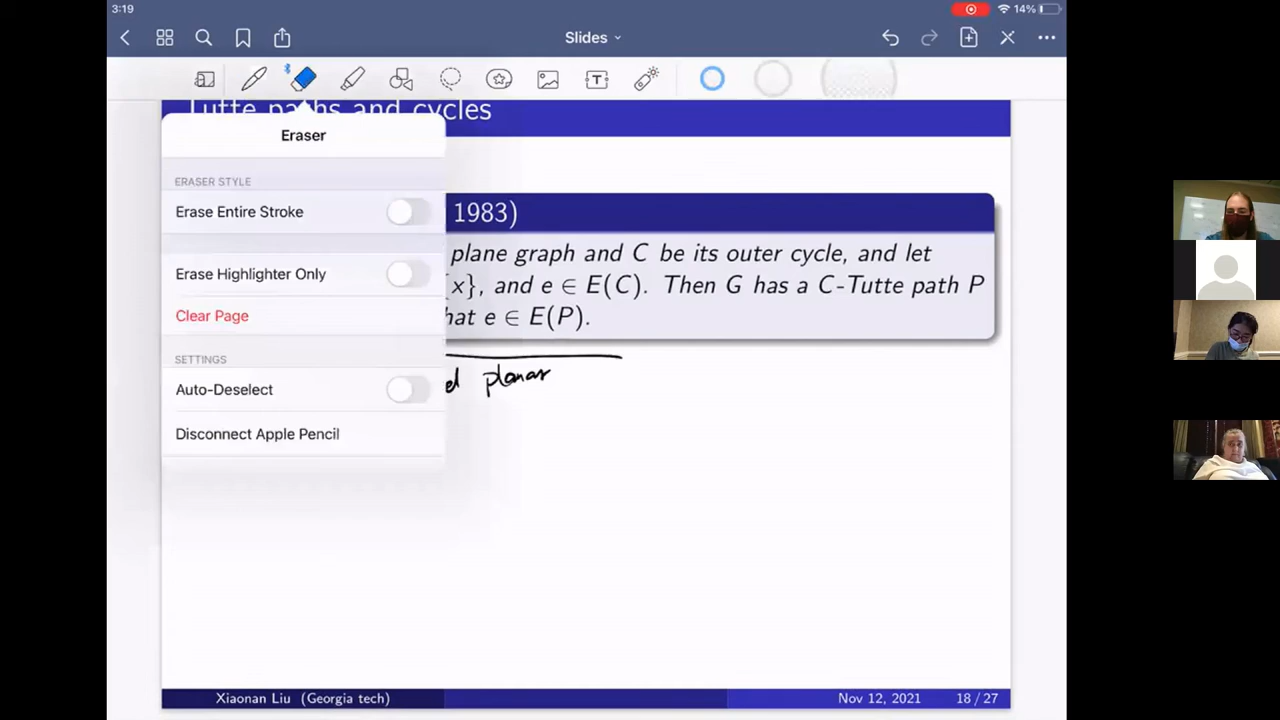 3:19
14%
Slides
Tutte paths and cycles
Eraser
ERASER STYLE
Erase Entire Stroke
1983)
plane graph and C be its outer cycle, and let
Erase Highlighter Only
{x}, and e ∈ E(C). Then G has a C-Tutte path P
Clear Page
hat e ∈ E(P).
SETTINGS
planar
Auto-Deselect
Disconnect Apple Pencil
Xiaonan Liu (Georgia tech)
Nov 12, 2021
18 / 27